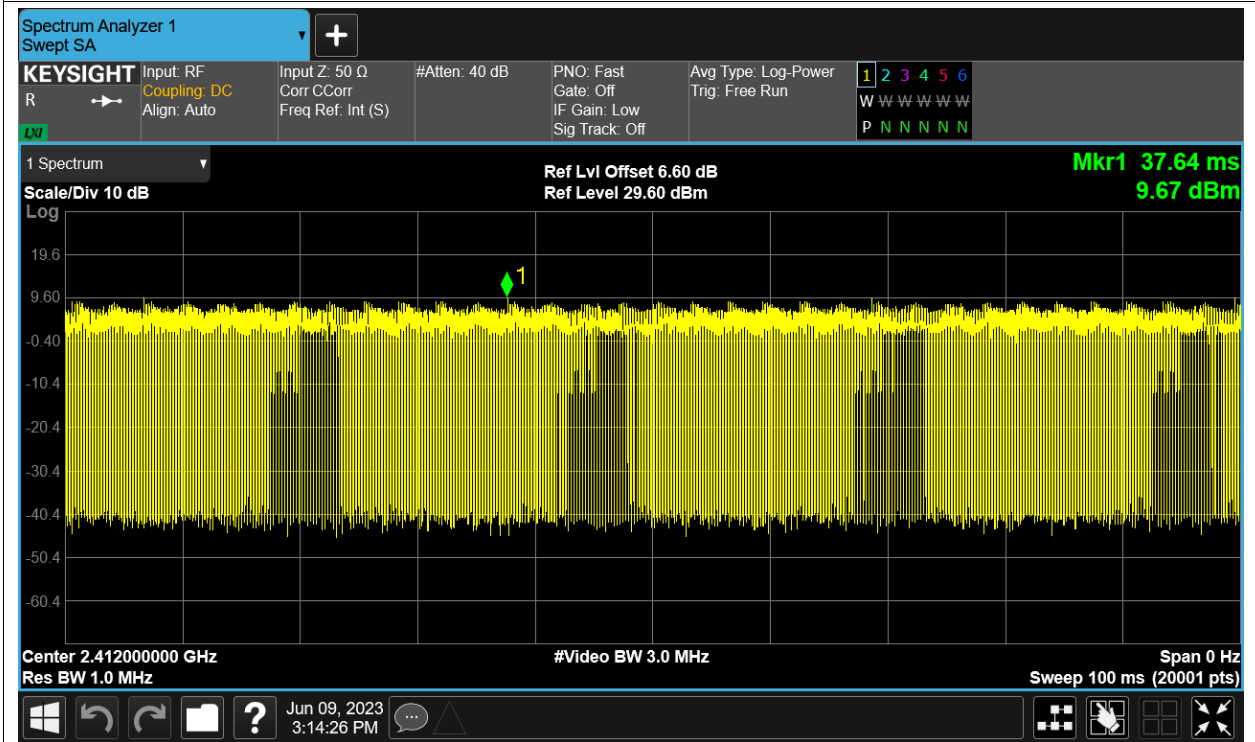 Spectrum Analyzer 1
Swept SA
KEYSIGHT
R
LXI
Input: RF
Coupling: DC
Align: Auto
Input Z: 50 Ω
Corr CCorr
Freq Ref: Int (S)
#Atten: 40 dB
PNO: Fast
Gate: Off
IF Gain: Low
Sig Track: Off
Avg Type: Log-Power
Trig: Free Run
1 2 3 4 5 6
W W W W W W
P N N N N N
1 Spectrum
Scale/Div 10 dB
Log
Ref Lvl Offset 6.60 dB
Ref Level 29.60 dBm
Mkr1 37.64 ms
9.67 dBm
1
19.6
9.60
-0.40
-10.4
-20.4
-30.4
-40.4
-50.4
-60.4
Center 2.412000000 GHz
Res BW 1.0 MHz
#Video BW 3.0 MHz
Span 0 Hz
Sweep 100 ms (20001 pts)
?
Jun 09, 2023
3:14:26 PM